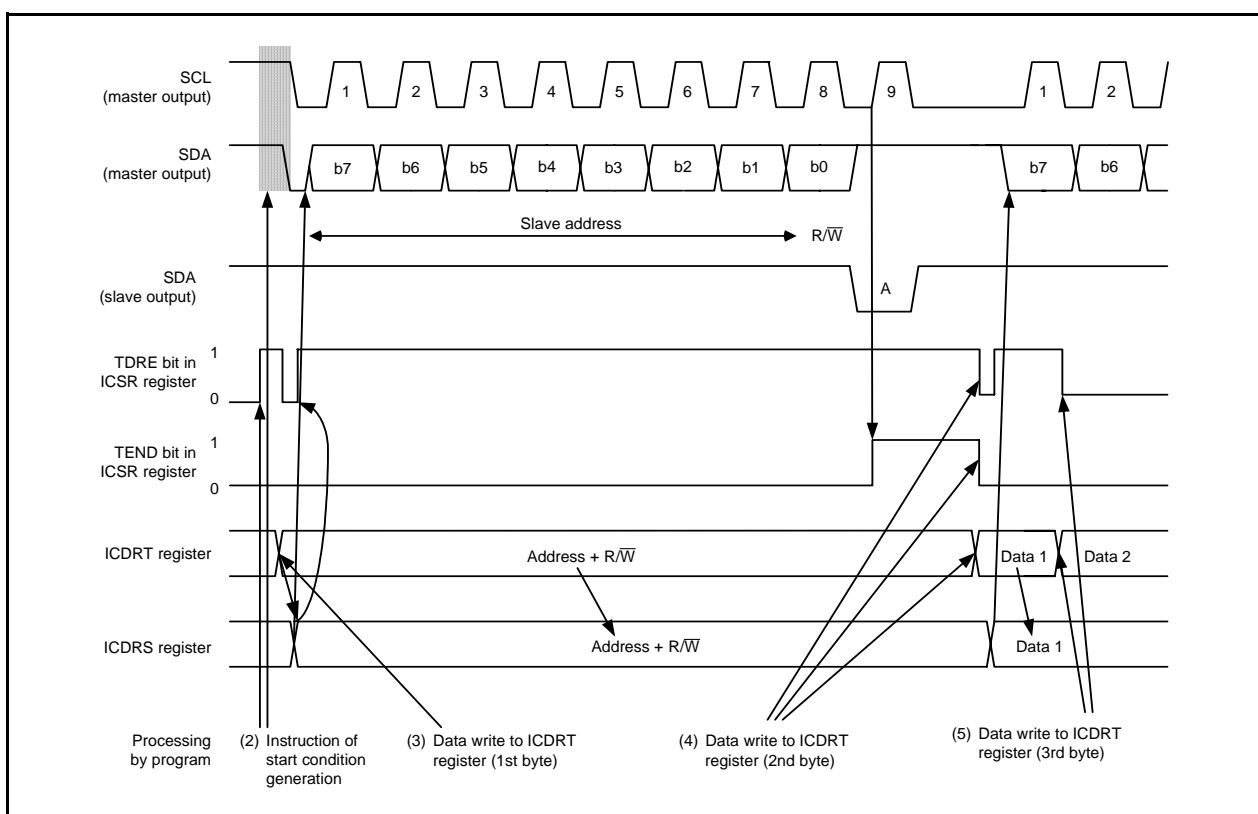 SCL
(master output)
1 2 3 4 5 6 7 8 9 1 2
SDA
(master output)
b7 b6 b5 b4 b3 b2 b1 b0 b7 b6
Slave address R/W̅
SDA
(slave output)
A
TDRE bit in
ICSR register
1
0
TEND bit in
ICSR register
1
0
ICDRT register
Address + R/W̅ Data 1 Data 2
ICDRS register
Address + R/W̅ Data 1
Processing
by program
(2) Instruction of
start condition
generation
(3) Data write to ICDRT
register (1st byte)
(4) Data write to ICDRT
register (2nd byte)
(5) Data write to ICDRT
register (3rd byte)